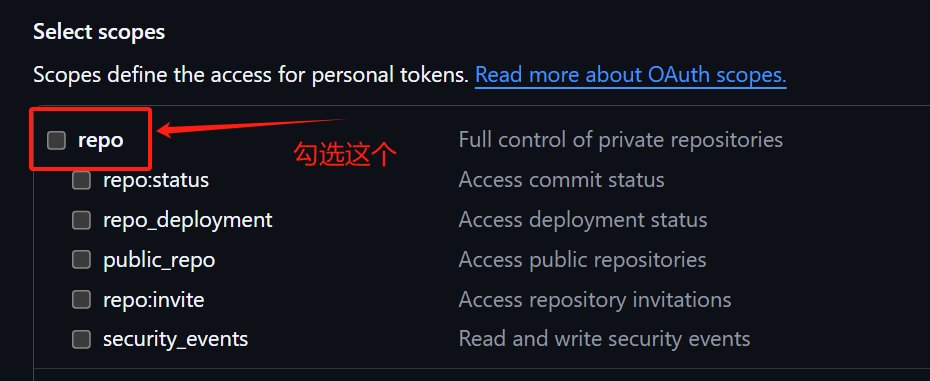 Select scopes
Scopes define the access for personal tokens. Read more about OAuth scopes.
repo Full control of private repositories
勾选这个
repo:status Access commit status
repo_deployment Access deployment status
public_repo Access public repositories
repo:invite Access repository invitations
security_events Read and write security events